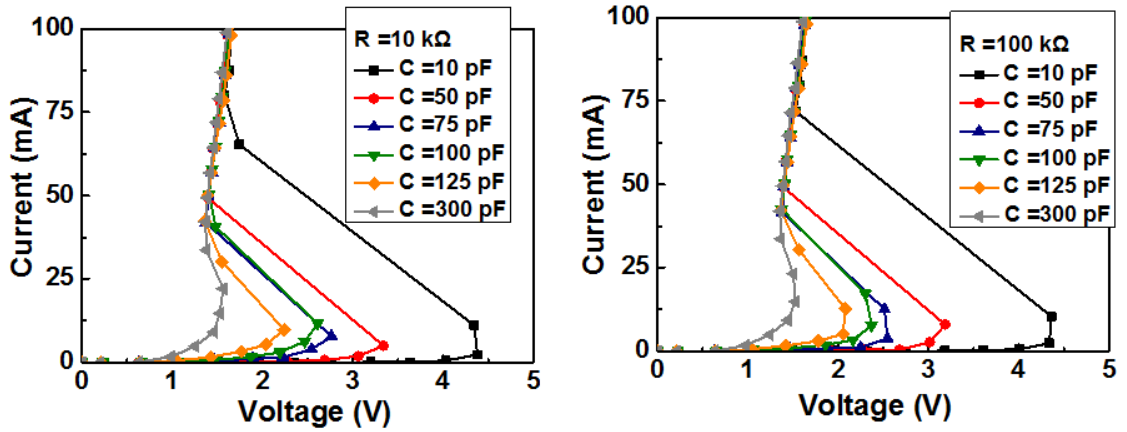 100
75
50
25
0
Current (mA)
0
1
2
3
4
5
Voltage (V)
R =10 kΩ
C =10 pF
C =50 pF
C =75 pF
C =100 pF
C =125 pF
C =300 pF
100
75
50
25
0
Current (mA)
0
1
2
3
4
5
Voltage (V)
R =100 kΩ
C =10 pF
C =50 pF
C =75 pF
C =100 pF
C =125 pF
C =300 pF